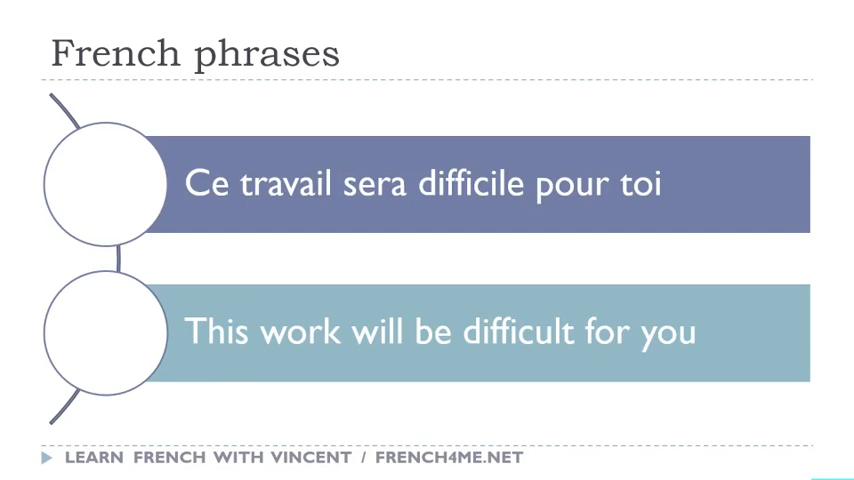 French phrases
Ce travail sera difficile pour toi
This work will be difficult for you
LEARN FRENCH WITH VINCENT / FRENCH4ME.NET